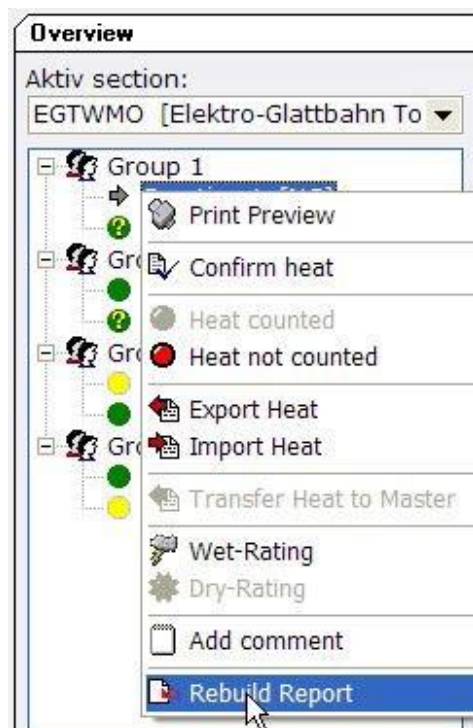 Overview
Aktiv section:
EGTWMO [Elektro-Glattbahn To
Group 1
Print Preview
Gro
Confirm heat
Heat counted
Gro
Heat not counted
Export Heat
Gro
Import Heat
Transfer Heat to Master
Wet-Rating
Dry-Rating
Add comment
Rebuild Report